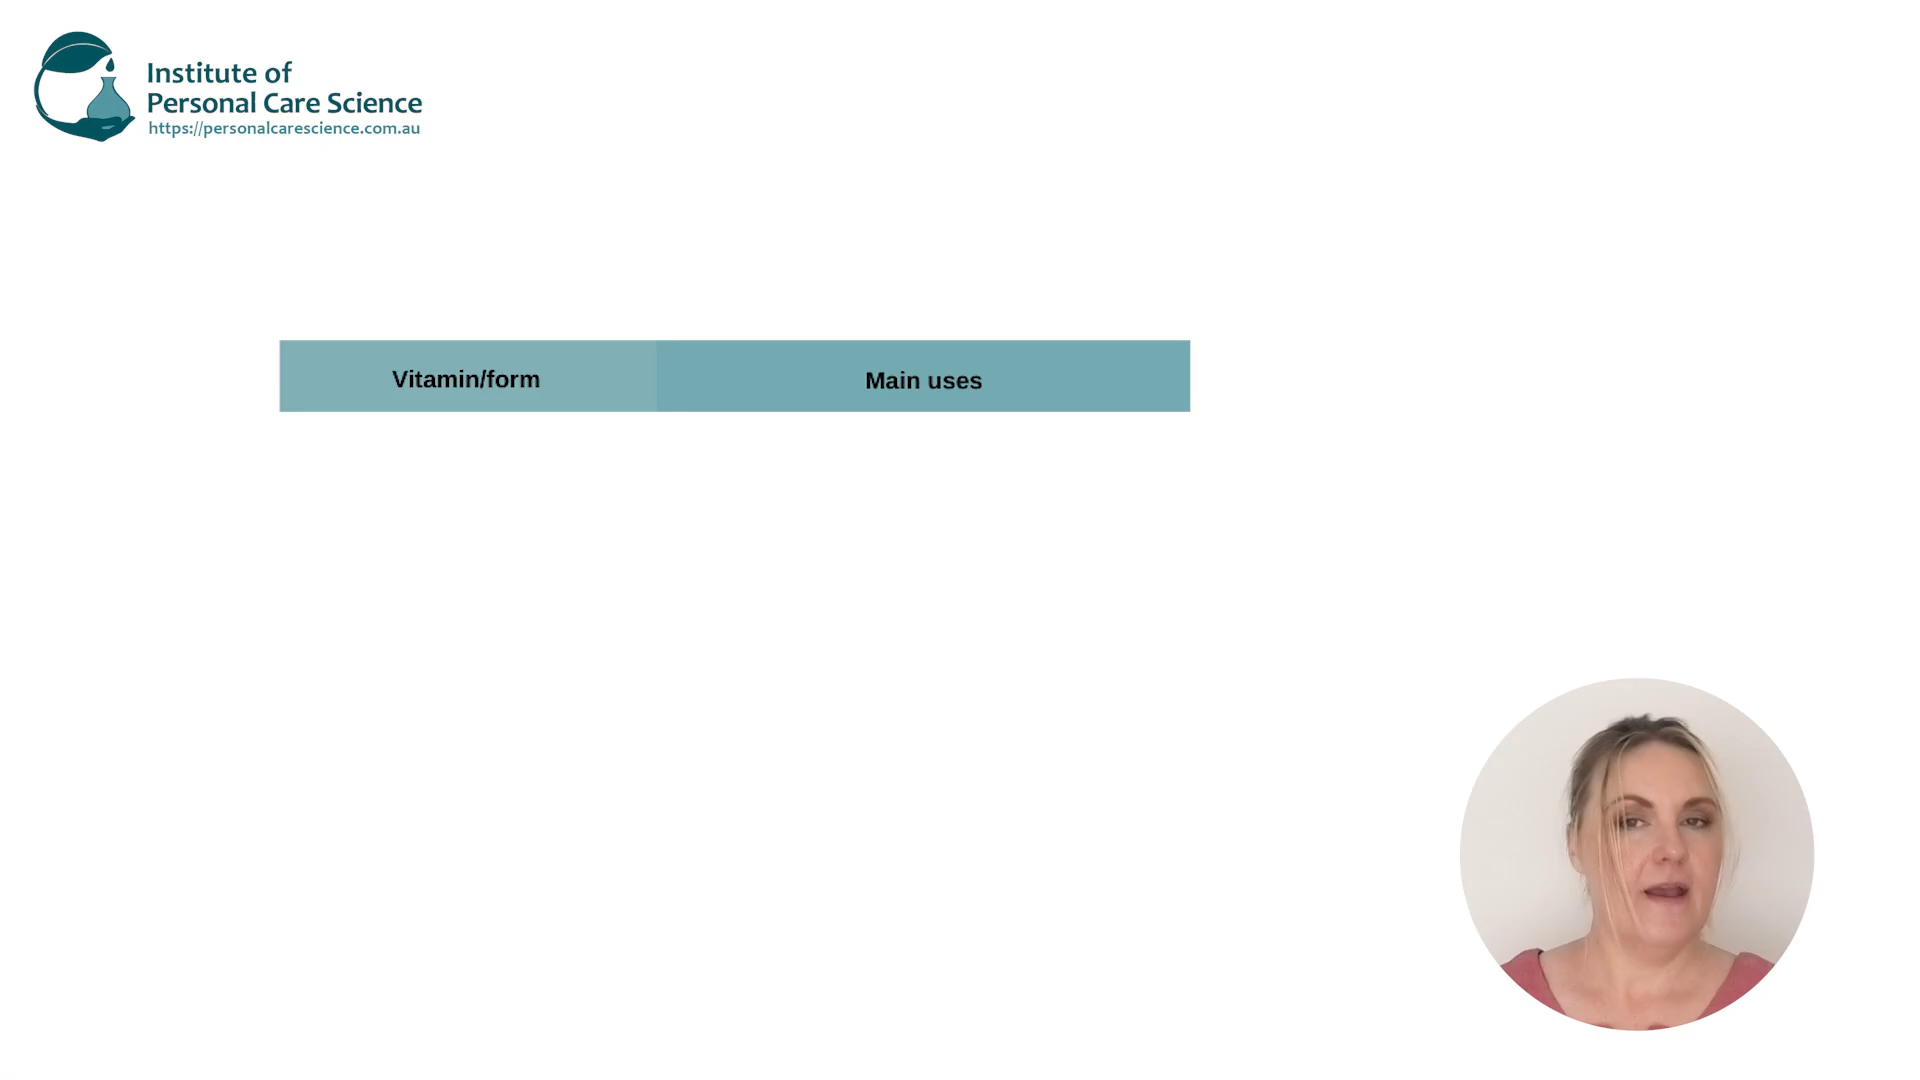 Institute of
Personal Care Science
https://personalcarescience.com.au
Vitamin/form
Main uses